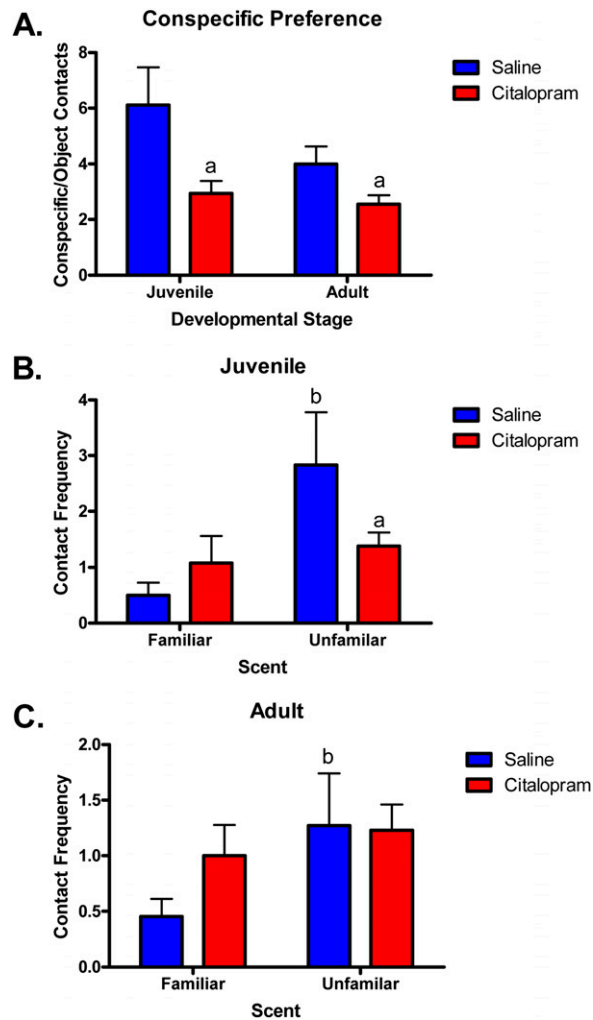 A.
Conspecific Preference
Conspecific/Object Contacts
8
6
4
2
0
a
a
Juvenile
Adult
Developmental Stage
Saline
Citalopram
B.
Juvenile
Contact Frequency
4
3
2
1
0
b
a
Familiar
Unfamilar
Scent
Saline
Citalopram
C.
Adult
Contact Frequency
2.0
1.5
1.0
0.5
0.0
b
Familiar
Unfamilar
Scent
Saline
Citalopram